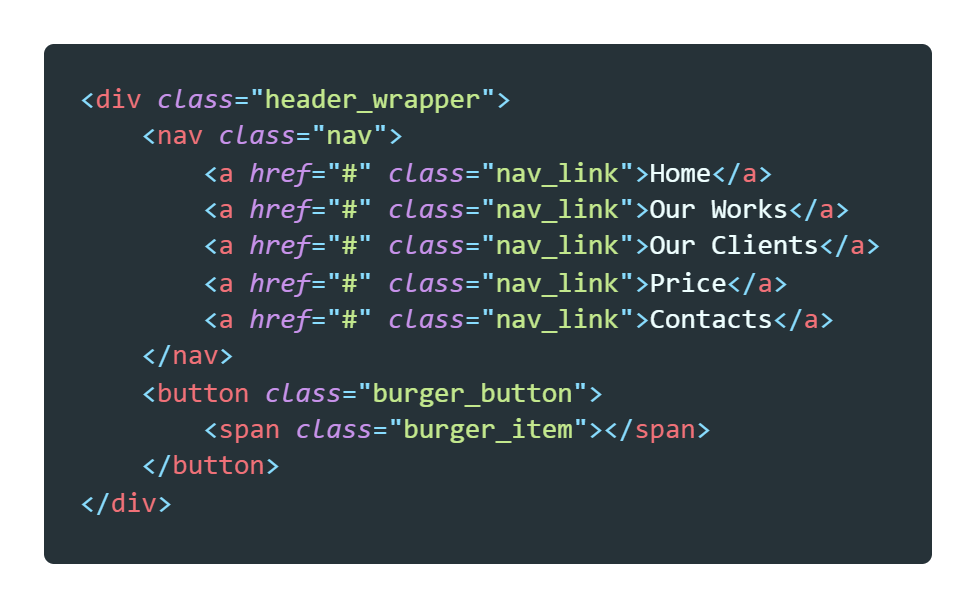 <div class="header_wrapper">
    <nav class="nav">
        <a href="#" class="nav_link">Home</a>
        <a href="#" class="nav_link">Our Works</a>
        <a href="#" class="nav_link">Our Clients</a>
        <a href="#" class="nav_link">Price</a>
        <a href="#" class="nav_link">Contacts</a>
    </nav>
    <button class="burger_button">
        <span class="burger_item"></span>
    </button>
</div>